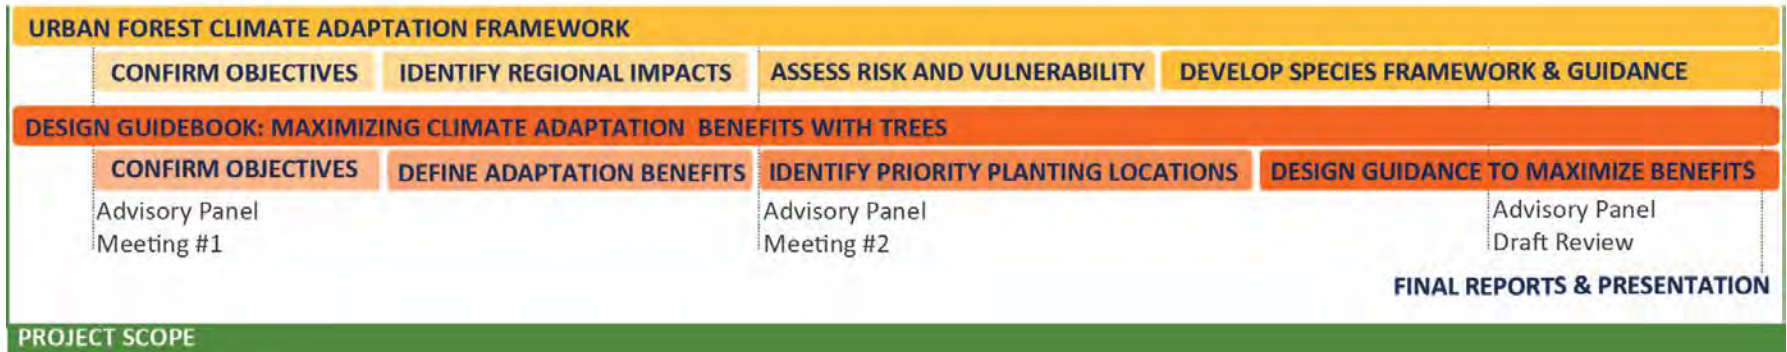 URBAN FOREST CLIMATE ADAPTATION FRAMEWORK
CONFIRM OBJECTIVES IDENTIFY REGIONAL IMPACTS ASSESS RISK AND VULNERABILITY DEVELOP SPECIES FRAMEWORK & GUIDANCE
DESIGN GUIDEBOOK: MAXIMIZING CLIMATE ADAPTATION BENEFITS WITH TREES
CONFIRM OBJECTIVES DEFINE ADAPTATION BENEFITS IDENTIFY PRIORITY PLANTING LOCATIONS DESIGN GUIDANCE TO MAXIMIZE BENEFITS
Advisory Panel
Meeting #1
Advisory Panel
Meeting #2
Advisory Panel
Draft Review
FINAL REPORTS & PRESENTATION
PROJECT SCOPE